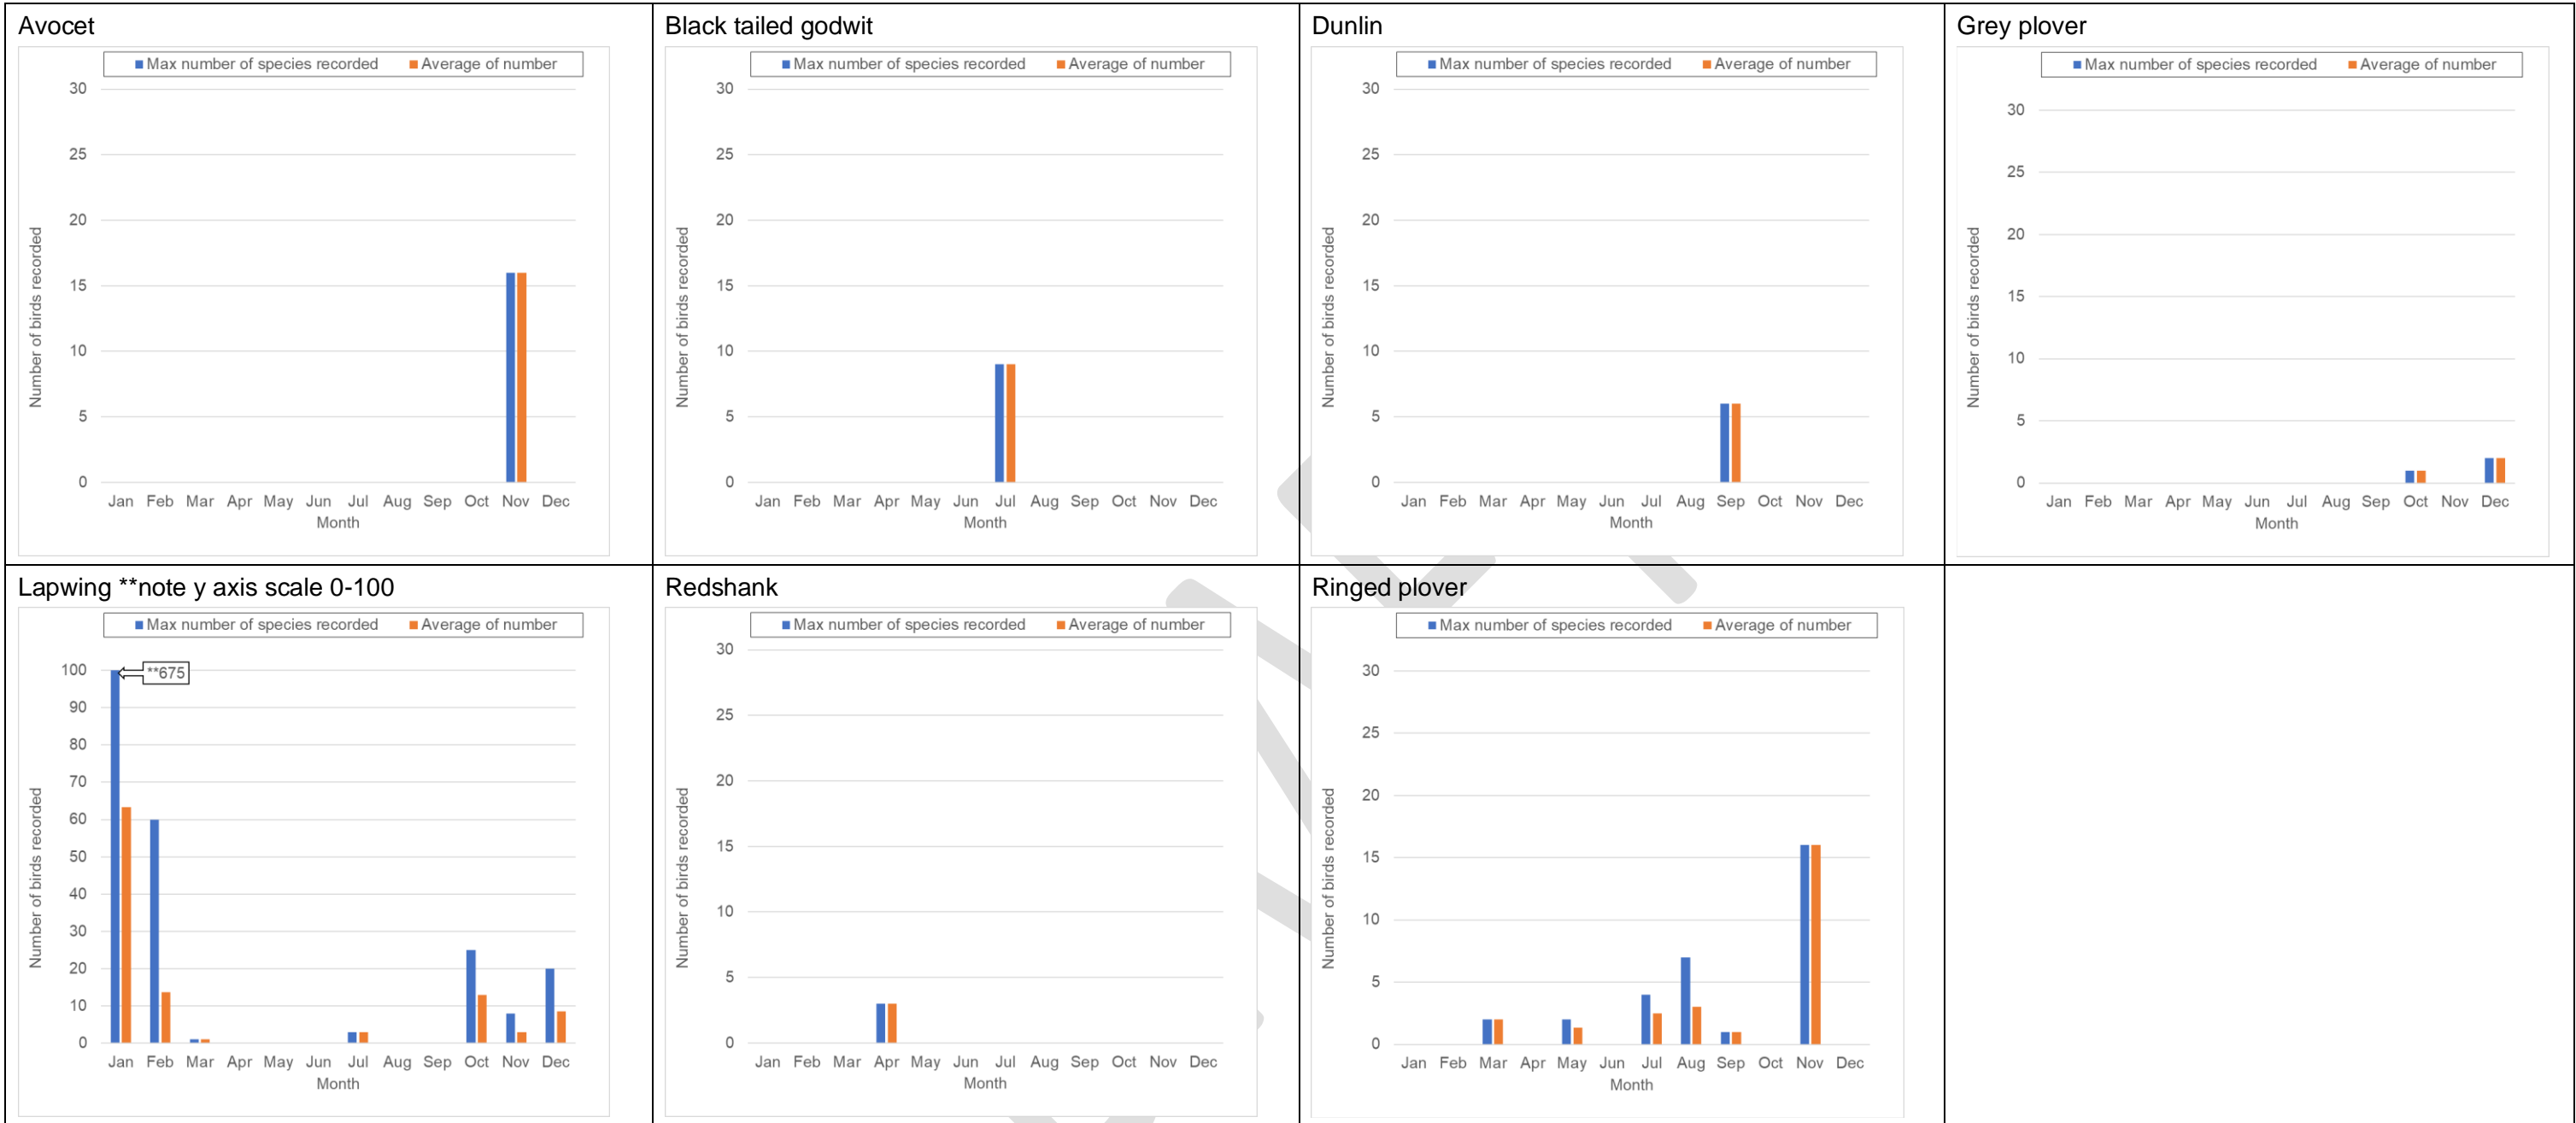 Avocet
Max number of species recorded Average of number
30
25
20
15
10
5
0
Number of birds recorded
Jan Feb Mar Apr May Jun Jul Aug Sep Oct Nov Dec
Month
Black tailed godwit
Max number of species recorded Average of number
30
25
20
15
10
5
0
Number of birds recorded
Jan Feb Mar Apr May Jun Jul Aug Sep Oct Nov Dec
Month
Dunlin
Max number of species recorded Average of number
30
25
20
15
10
5
0
Number of birds recorded
Jan Feb Mar Apr May Jun Jul Aug Sep Oct Nov Dec
Month
Grey plover
Max number of species recorded Average of number
30
25
20
15
10
5
0
Number of birds recorded
Jan Feb Mar Apr May Jun Jul Aug Sep Oct Nov Dec
Month
Lapwing **note y axis scale 0-100
Max number of species recorded Average of number
100
**675
90
80
70
60
50
40
30
20
10
0
Number of birds recorded
Jan Feb Mar Apr May Jun Jul Aug Sep Oct Nov Dec
Month
Redshank
Max number of species recorded Average of number
30
25
20
15
10
5
0
Number of birds recorded
Jan Feb Mar Apr May Jun Jul Aug Sep Oct Nov Dec
Month
Ringed plover
Max number of species recorded Average of number
30
25
20
15
10
5
0
Number of birds recorded
Jan Feb Mar Apr May Jun Jul Aug Sep Oct Nov Dec
Month